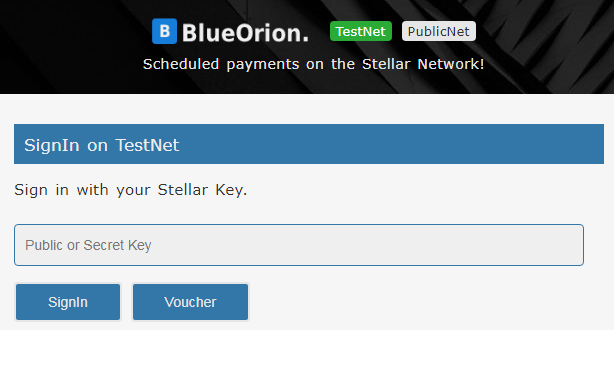 B BlueOrion. TestNet PublicNet
Scheduled payments on the Stellar Network!
SignIn on TestNet
Sign in with your Stellar Key.
Public or Secret Key
SignIn Voucher